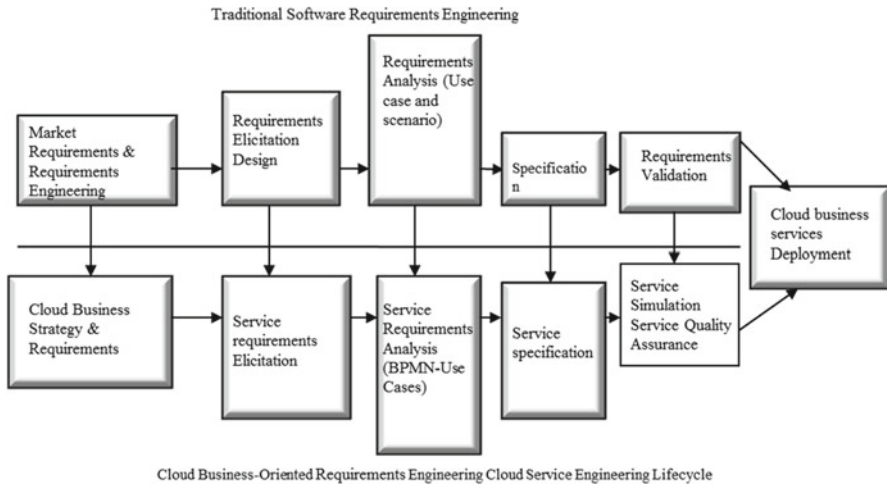 Traditional Software Requirements Engineering
Market
Requirements &
Requirements
Engineering
Requirements
Elicitation
Design
Requirements
Analysis (Use
case and
scenario)
Specificatio
n
Requirements
Validation
Cloud business
services
Deployment
Cloud Business
Strategy &
Requirements
Service
requirements
Elicitation
Service
Requirements
Analysis
(BPMN-Use
Cases)
Service
specification
Service
Simulation
Service Quality
Assurance
Cloud Business-Oriented Requirements Engineering Cloud Service Engineering Lifecycle